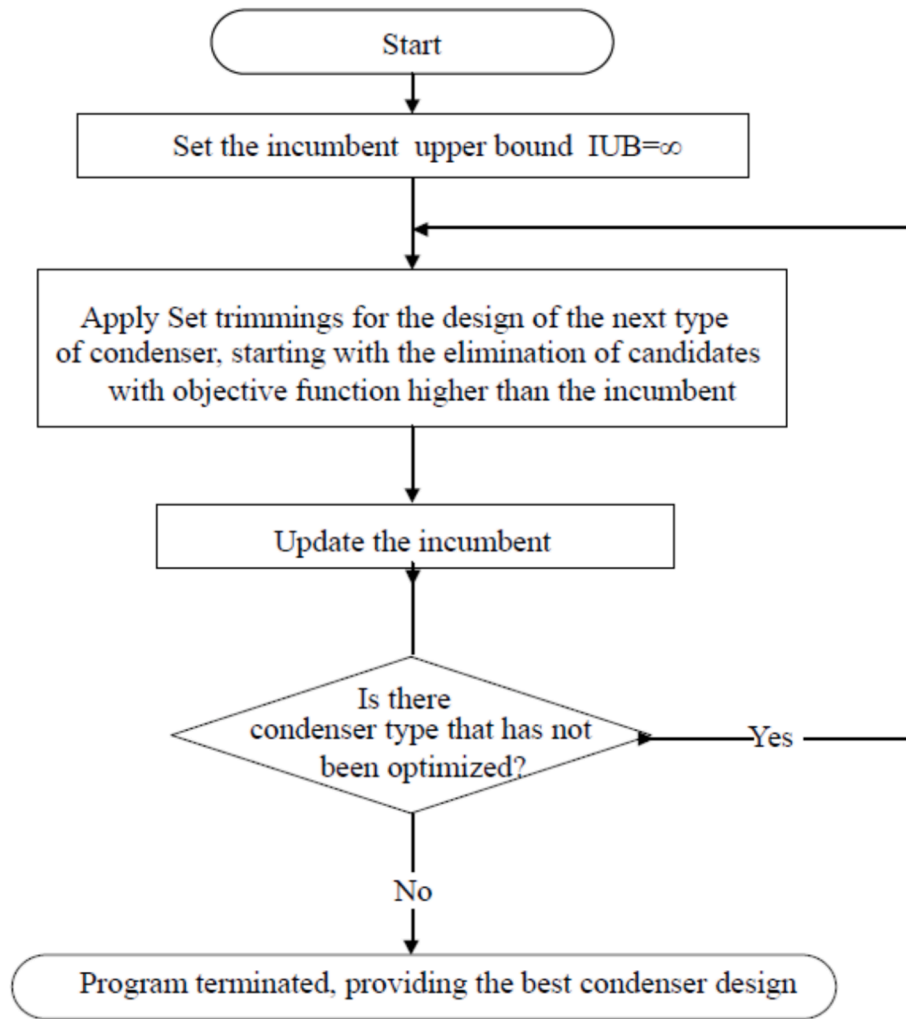 Start
Set the incumbent upper bound IUB=∞
Apply Set trimmings for the design of the next type
of condenser, starting with the elimination of candidates
with objective function higher than the incumbent
Update the incumbent
Is there
condenser type that has not
been optimized?
Yes
No
Program terminated, providing the best condenser design